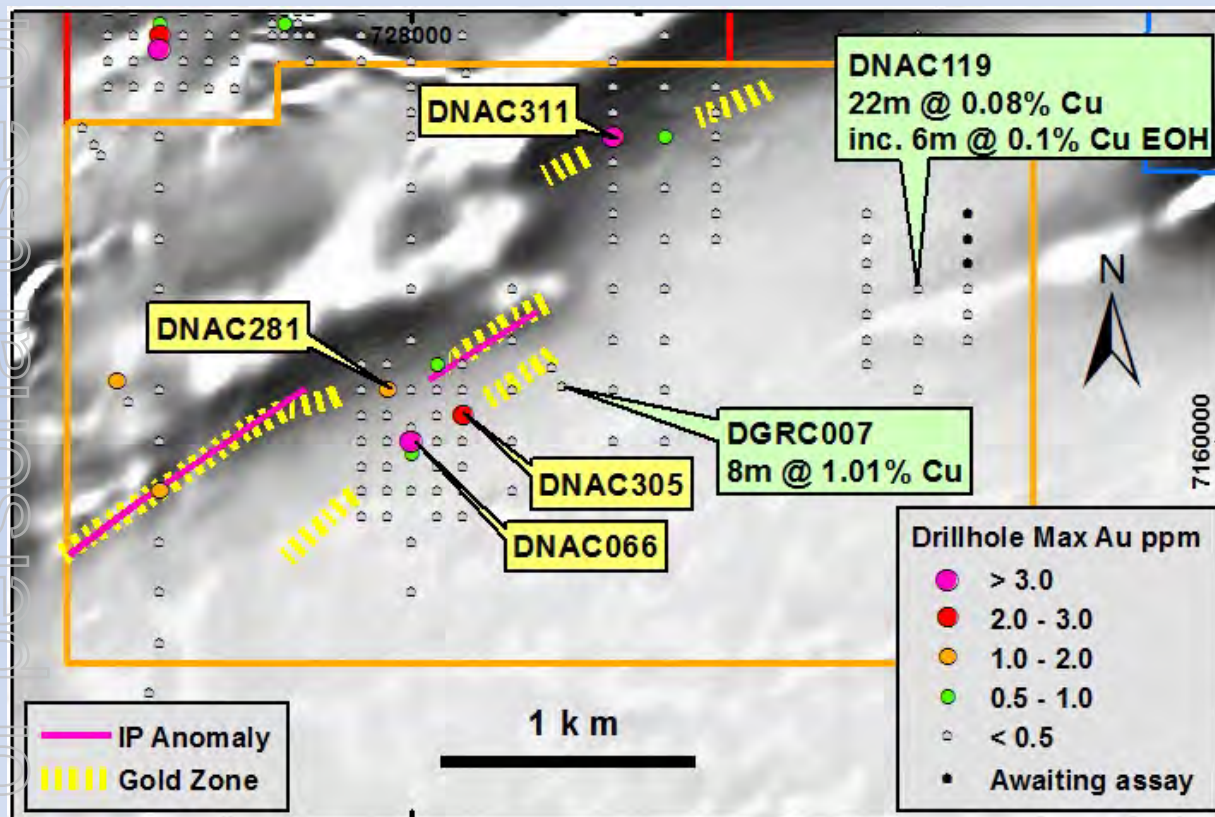 728000
DNAC119
22m @ 0.08% Cu
inc. 6m @ 0.1% Cu EOH
DNAC311
N
DNAC281
7160000
DGRC007
8m @ 1.01% Cu
DNAC305
DNAC066
Drillhole Max Au ppm
> 3.0
2.0 - 3.0
1.0 - 2.0
0.5 - 1.0
< 0.5
Awaiting assay
1 km
IP Anomaly
Gold Zone